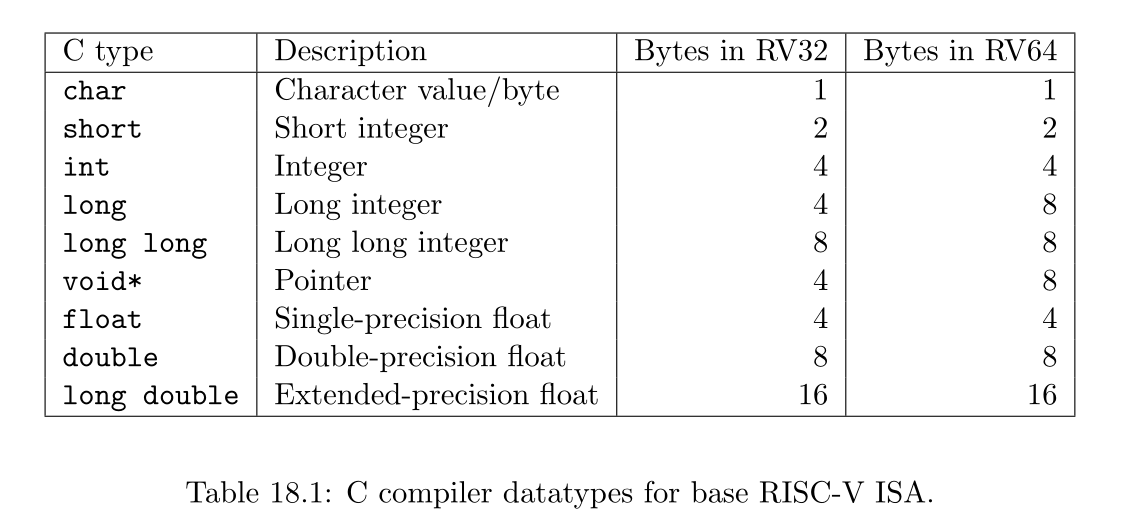 C type Description Bytes in RV32 Bytes in RV64
char Character value/byte 1 1
short Short integer 2 2
int Integer 4 4
long Long integer 4 8
long long Long long integer 8 8
void* Pointer 4 8
float Single-precision float 4 4
double Double-precision float 8 8
long double Extended-precision float 16 16
Table 18.1: C compiler datatypes for base RISC-V ISA.